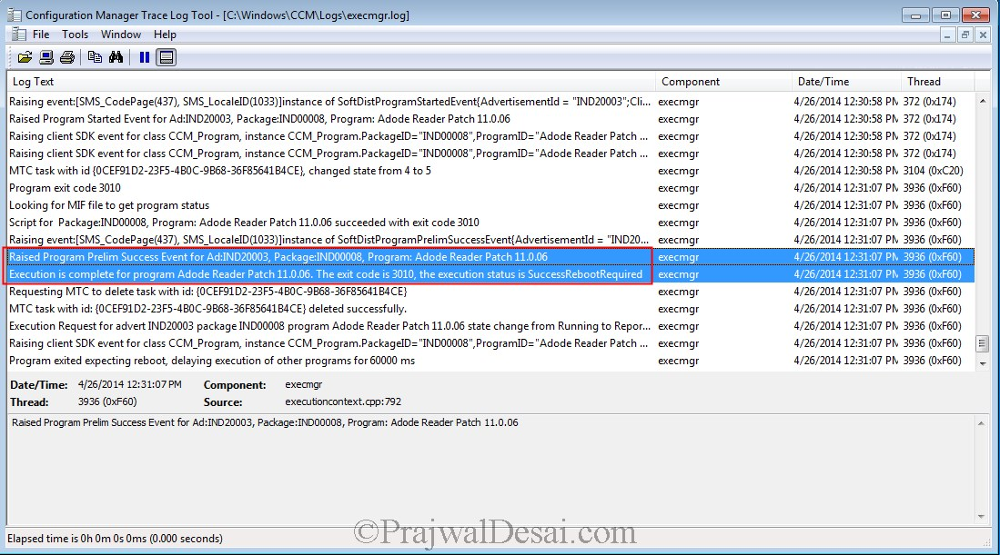 Configuration Manager Trace Log Tool - [C:\Windows\CCM\Logs\execmgr.log]
File Tools Window Help
Log Text Component Date/Time Thread
Raising event:[SMS_CodePage(437), SMS_LocaleID(1033)]instance of SoftDistProgramStartedEvent{AdvertisementId = "IND20003";Cli... execmgr 4/26/2014 12:30:58 PM 372 (0x174)
Raised Program Started Event for Ad:IND20003, Package:IND00008, Program: Adode Reader Patch 11.0.06 execmgr 4/26/2014 12:30:58 PM 372 (0x174)
Raising client SDK event for class CCM_Program, instance CCM_Program.PackageID="IND00008",ProgramID="Adode Reader Patch ... execmgr 4/26/2014 12:30:58 PM 372 (0x174)
Raising client SDK event for class CCM_Program, instance CCM_Program.PackageID="IND00008",ProgramID="Adode Reader Patch ... execmgr 4/26/2014 12:30:58 PM 372 (0x174)
MTC task with id {0CEF91D2-23F5-4B0C-9B68-36F85641B4CE}, changed state from 4 to 5 execmgr 4/26/2014 12:30:58 PM 3104 (0xC20)
Program exit code 3010 execmgr 4/26/2014 12:31:07 PM 3936 (0xF60)
Looking for MIF file to get program status execmgr 4/26/2014 12:31:07 PM 3936 (0xF60)
Script for  Package:IND00008, Program: Adode Reader Patch 11.0.06 succeeded with exit code 3010 execmgr 4/26/2014 12:31:07 PM 3936 (0xF60)
Raising event:[SMS_CodePage(437), SMS_LocaleID(1033)]instance of SoftDistProgramPrelimSuccessEvent{AdvertisementId = "IND20... execmgr 4/26/2014 12:31:07 PM 3936 (0xF60)
Raised Program Prelim Success Event for Ad:IND20003, Package:IND00008, Program: Adode Reader Patch 11.0.06 execmgr 4/26/2014 12:31:07 PM 3936 (0xF60)
Execution is complete for program Adode Reader Patch 11.0.06. The exit code is 3010, the execution status is SuccessRebootRequired execmgr 4/26/2014 12:31:07 PM 3936 (0xF60)
Requesting MTC to delete task with id: {0CEF91D2-23F5-4B0C-9B68-36F85641B4CE} execmgr 4/26/2014 12:31:07 PM 3936 (0xF60)
MTC task with id: {0CEF91D2-23F5-4B0C-9B68-36F85641B4CE} deleted successfully. execmgr 4/26/2014 12:31:07 PM 3936 (0xF60)
Execution Request for advert IND20003 package IND00008 program Adode Reader Patch 11.0.06 state change from Running to Repor... execmgr 4/26/2014 12:31:07 PM 3936 (0xF60)
Raising client SDK event for class CCM_Program, instance CCM_Program.PackageID="IND00008",ProgramID="Adode Reader Patch ... execmgr 4/26/2014 12:31:07 PM 3936 (0xF60)
Program exited expecting reboot, delaying execution of other programs for 60000 ms execmgr 4/26/2014 12:31:07 PM 3936 (0xF60)
Date/Time: 4/26/2014 12:31:07 PM Component: execmgr
Thread: 3936 (0xF60) Source: executioncontext.cpp:792
Raised Program Prelim Success Event for Ad:IND20003, Package:IND00008, Program: Adode Reader Patch 11.0.06
©PrajwalDesai.com
Elapsed time is 0h 0m 0s 0ms (0.000 seconds)